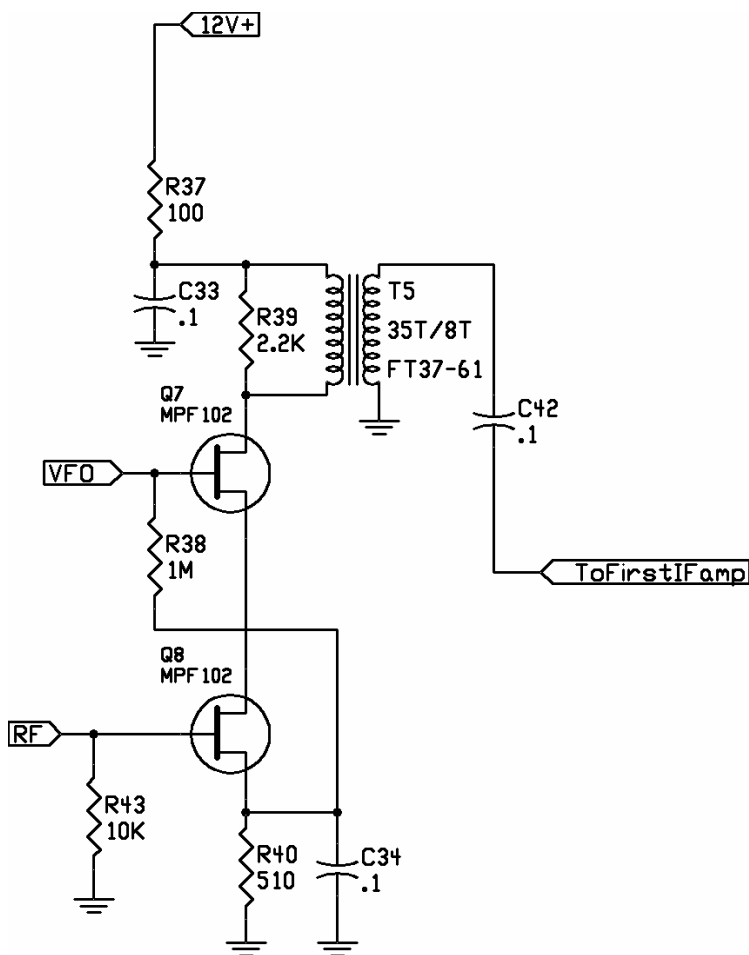 12V+
R37
100
C33
.1
R39
2.2K
T5
35T/8T
FT37-61
Q7
MPF102
C42
.1
VFO
R38
1M
ToFirstIFamp
Q8
MPF102
RF
R43
10K
R40
510
C34
.1